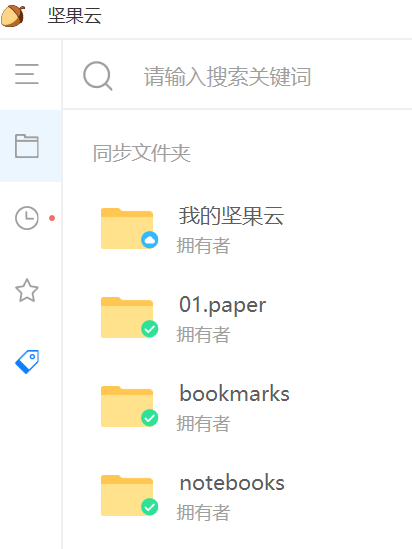 坚果云
请输入搜索关键词
同步文件夹
我的坚果云
拥有者
01.paper
拥有者
bookmarks
拥有者
notebooks
拥有者